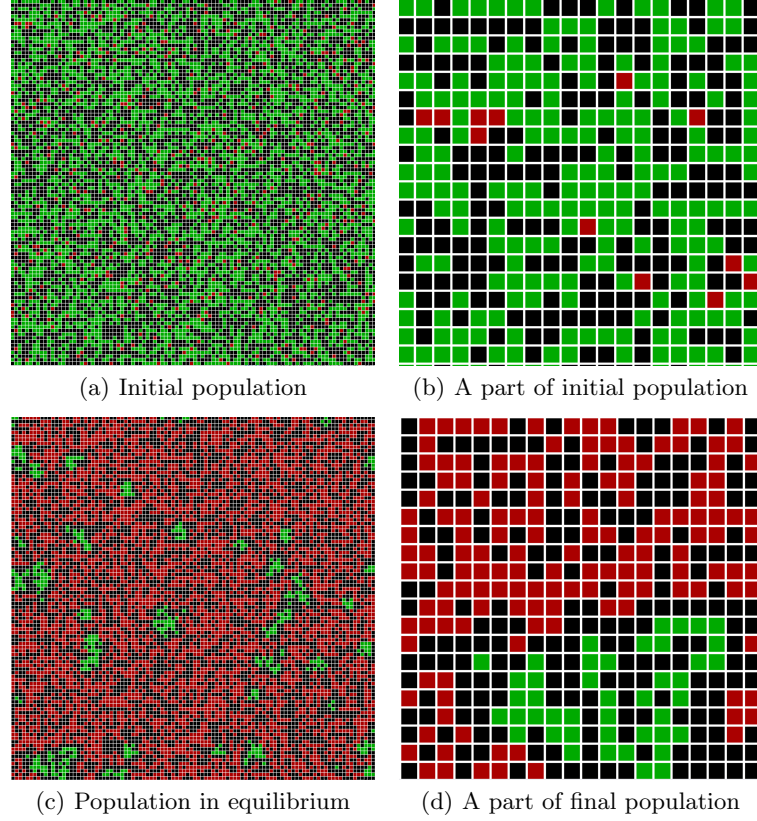 (a) Initial population
(b) A part of initial population
(c) Population in equilibrium
(d) A part of final population